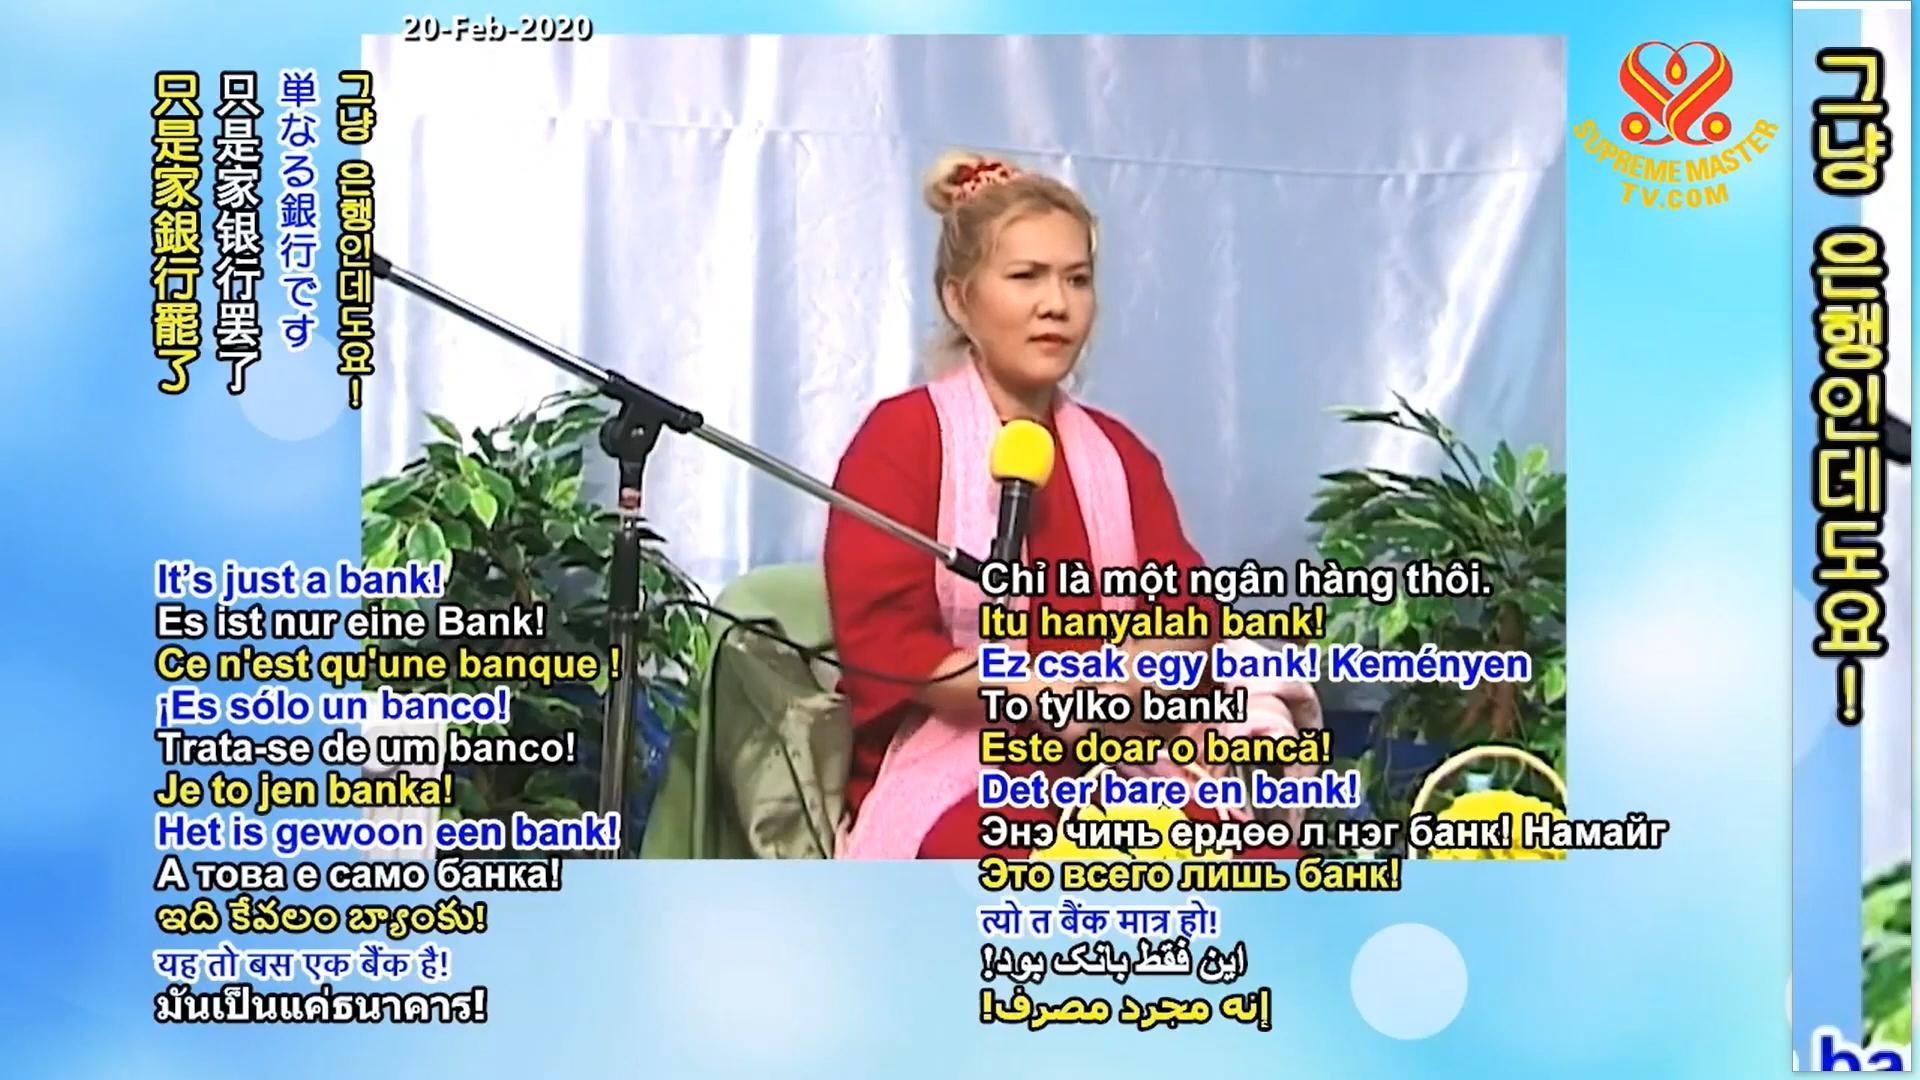 20-Feb-2020
只是家銀行罷了
只是家银行罢了
単なる銀行です
그냥 은행인데도요!
SUPREME MASTER
TV.COM
It’s just a bank!
Es ist nur eine Bank!
Ce n'est qu'une banque !
¡Es sólo un banco!
Trata-se de um banco!
Je to jen banka!
Het is gewoon een bank!
А това е само банка!
ఇది కేవలం బ్యాంకు!
यह तो बस एक बैंक है!
มันเป็นแค่ธนาคาร!
Chỉ là một ngân hàng thôi.
Itu hanyalah bank!
Ez csak egy bank! Keményen
To tylko bank!
Este doar o bancă!
Det er bare en bank!
Энэ чинь ердөө л нэг банк! Намайг
Это всего лишь банк!
त्यो त बैंक मात्र हो!
این فقط بانک بود!
إنه مجرد مصرف!
그냥 은행인데도요!
ba